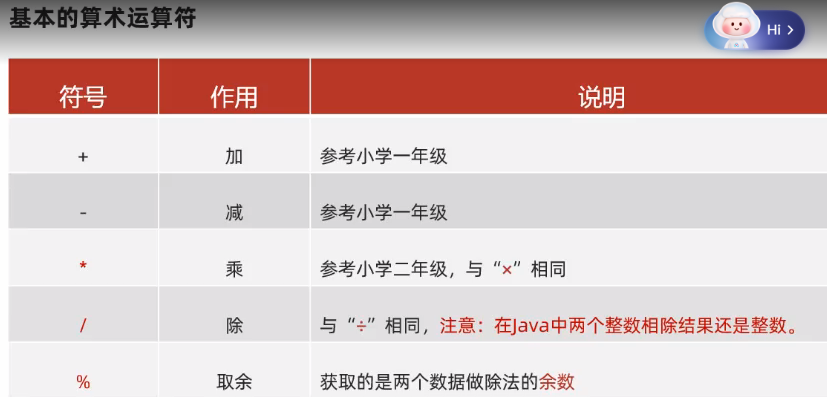 基本的算术运算符
Hi >
符号 作用 说明
+ 加 参考小学一年级
- 减 参考小学一年级
* 乘 参考小学二年级，与“×”相同
/ 除 与“÷”相同，注意：在Java中两个整数相除结果还是整数。
% 取余 获取的是两个数据做除法的余数